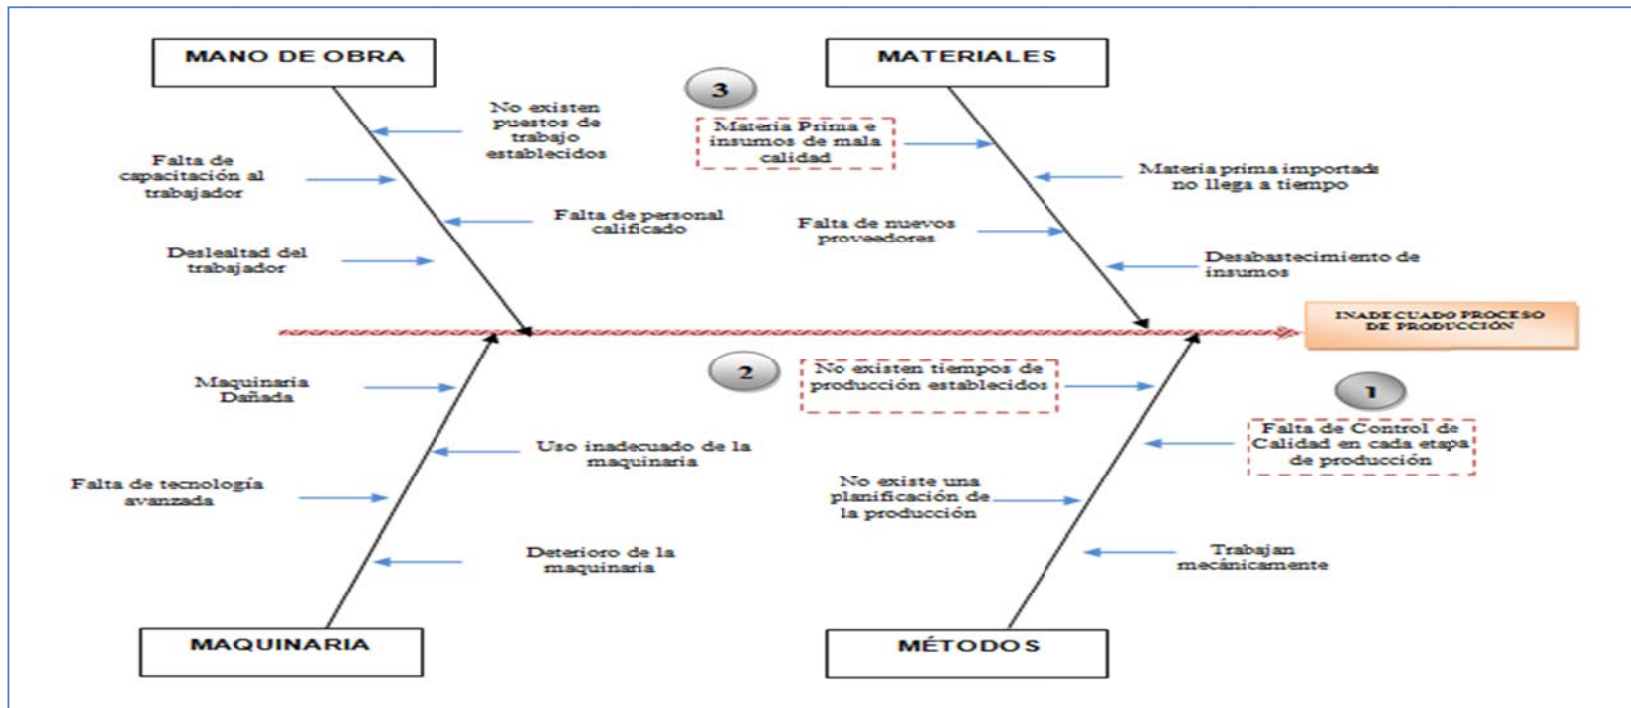 MANO DE OBRA
MATERIALES
3
No existen
puestos de
trabajo
establecidos
Materia Prima e
insumos de mala
calidad
Falta de
capacitación al
trabajador
Materia prima importada
no llega a tiempo
Falta de personal
calificado
Falta de nuevos
proveedores
Deslealtad del
trabajador
Desabastecimiento de
insumos
INADECUADO PROCESO
DE PRODUCCIÓN
Maquinaria
Dañada
2
No existen tiempos de
producción establecidos
1
Falta de Control de
Calidad en cada etapa
de producción
Uso inadecuado de la
maquinaria
Falta de tecnología
avanzada
No existe una
planificación de
la producción
Deterioro de la
maquinaria
Trabajan
mecánicamente
MAQUINARIA
MÉTODOS